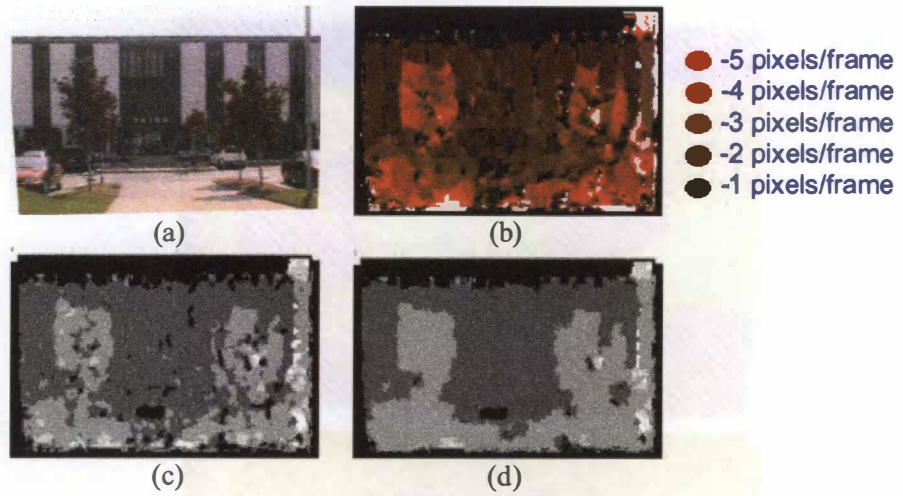 -5 pixels/frame
-4 pixels/frame
-3 pixels/frame
-2 pixels/frame
-1 pixels/frame
(a)
(b)
(c)
(d)